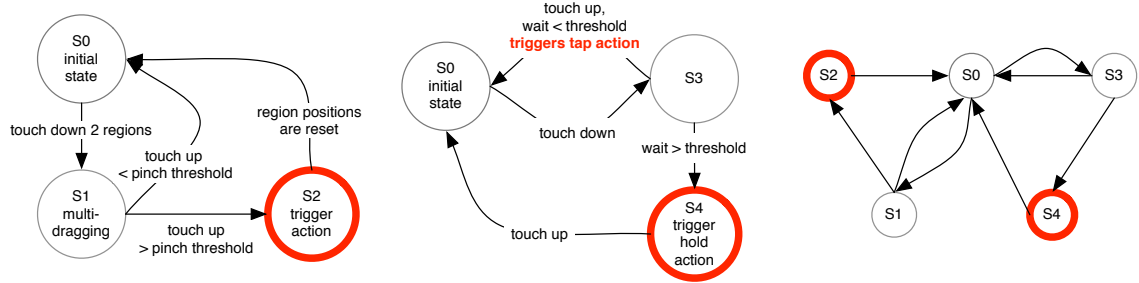 S0
initial
state
touch down 2 regions
touch up
< pinch threshold
region positions
are reset
S1
multi-
dragging
touch up
> pinch threshold
S2
trigger
action
touch up,
wait < threshold
triggers tap action
S0
initial
state
S3
touch down
wait > threshold
touch up
S4
trigger
hold
action
S2
S0
S3
S1
S4